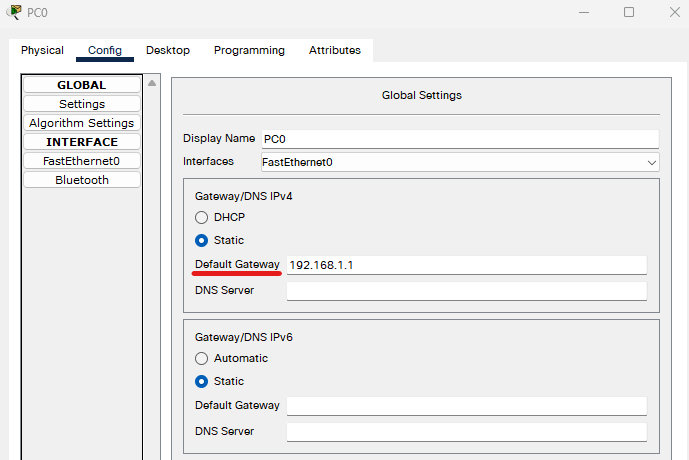 PC0
Physical Config Desktop Programming Attributes
GLOBAL
Settings
Algorithm Settings
INTERFACE
FastEthernet0
Bluetooth
Global Settings
Display Name PC0
Interfaces FastEthernet0
Gateway/DNS IPv4
DHCP
Static
Default Gateway 192.168.1.1
DNS Server
Gateway/DNS IPv6
Automatic
Static
Default Gateway
DNS Server